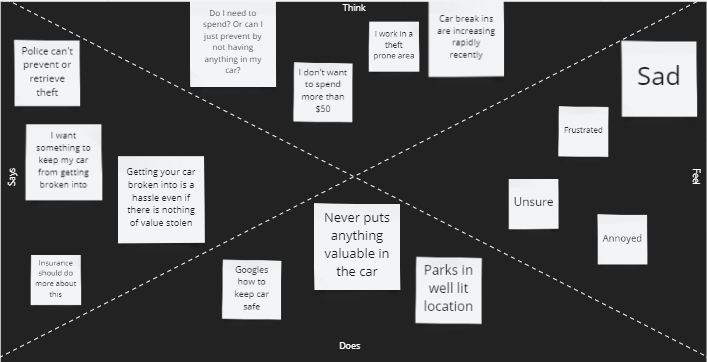 Think
Do I need to
spend? Or can I
just prevent by
not having
anything in my
car?
I don't want
to spend
more than
$50
I work in a
theft
prone area
Car break ins
are increasing
rapidly
recently
Says
Police can't
prevent or
retrieve
theft
I want
something to
keep my car
from getting
broken into
Getting your car
broken into is a
hassle even if
there is nothing
of value stolen
Insurance
should do
more about
this
Feel
Sad
Frustrated
Unsure
Annoyed
Googles
how to
keep car
safe
Never puts
anything
valuable in
the car
Parks in
well lit
location
Does